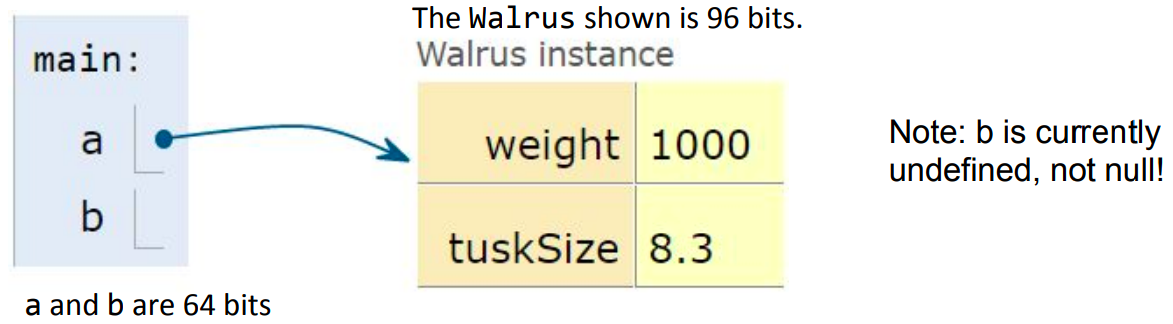 The Walrus shown is 96 bits.
Walrus instance
main:
a
b
weight 1000
tuskSize 8.3
Note: b is currently
undefined, not null!
a and b are 64 bits